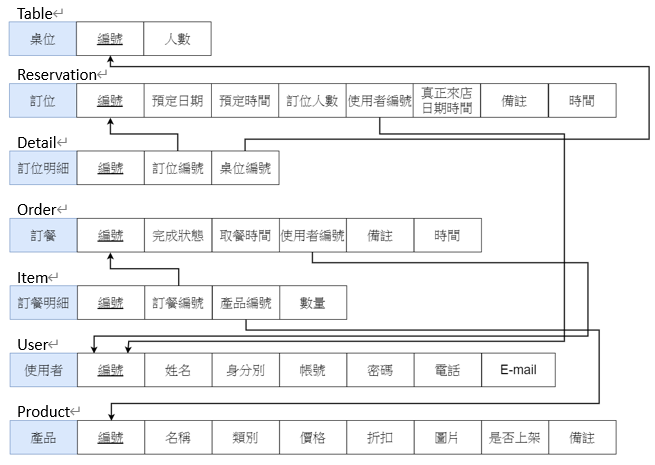 Table
桌位 編號 人數
Reservation
訂位 編號 預定日期 預定時間 訂位人數 使用者編號 真正來店日期時間 備註 時間
Detail
訂位明細 編號 訂位編號 桌位編號
Order
訂餐 編號 完成狀態 取餐時間 使用者編號 備註 時間
Item
訂餐明細 編號 訂餐編號 產品編號 數量
User
使用者 編號 姓名 身分別 帳號 密碼 電話 E-mail
Product
產品 編號 名稱 類別 價格 折扣 圖片 是否上架 備註